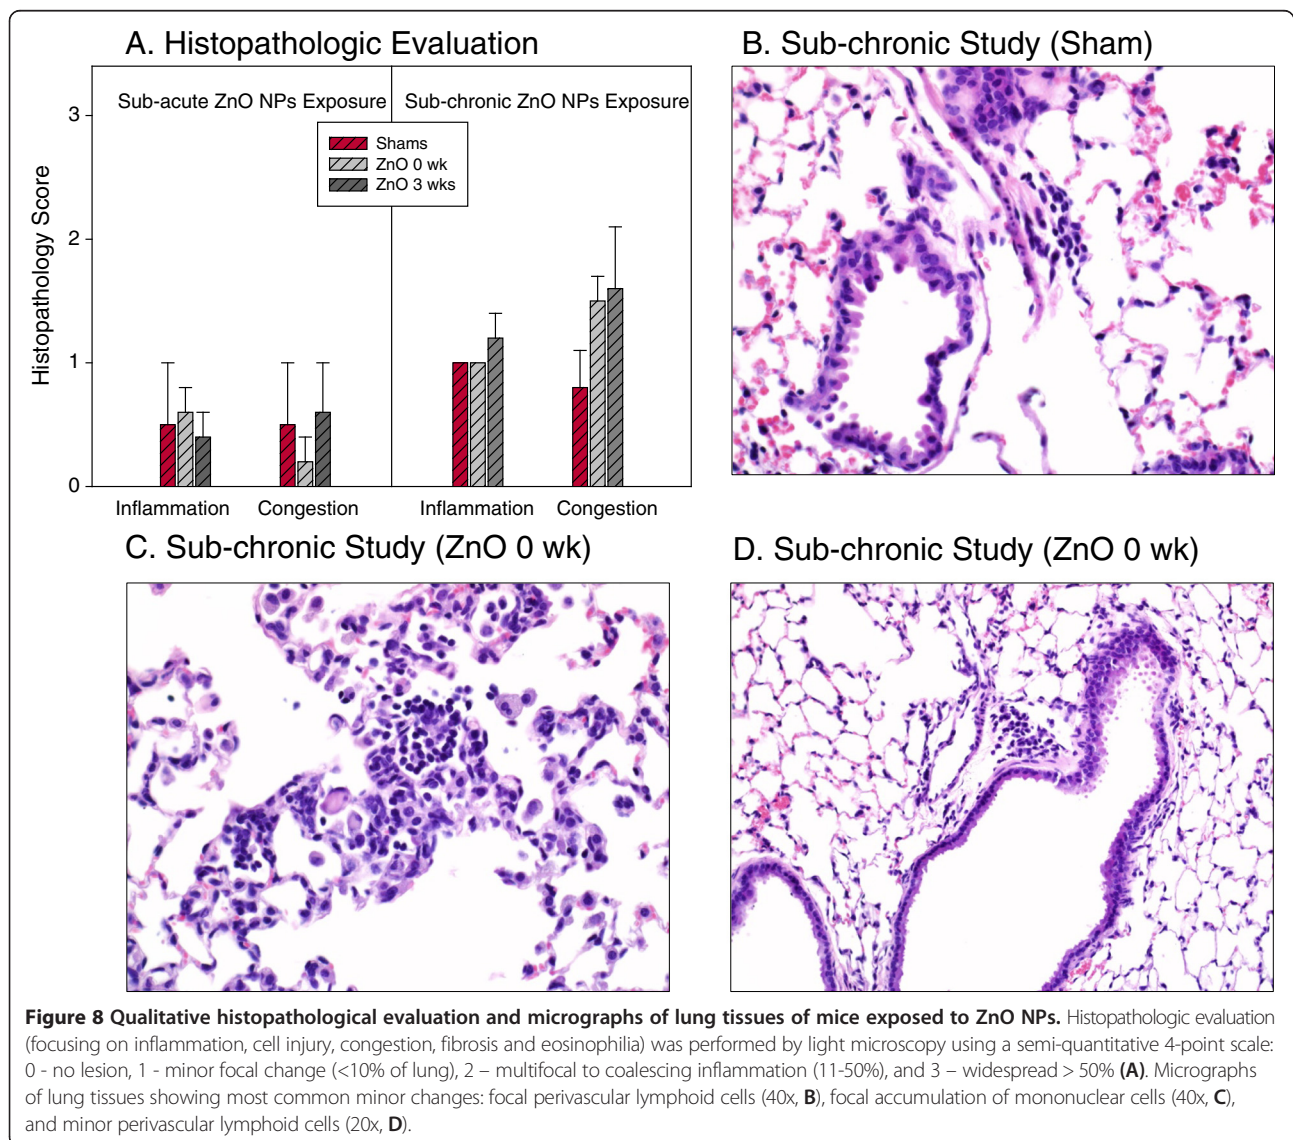 A. Histopathologic Evaluation
B. Sub-chronic Study (Sham)
Sub-acute ZnO NPs Exposure
Sub-chronic ZnO NPs Exposure
Shams
ZnO 0 wk
ZnO 3 wks
Histopathology Score
3
2
1
0
Inflammation
Congestion
Inflammation
Congestion
C. Sub-chronic Study (ZnO 0 wk)
D. Sub-chronic Study (ZnO 0 wk)
Figure 8 Qualitative histopathological evaluation and micrographs of lung tissues of mice exposed to ZnO NPs. Histopathologic evaluation
(focusing on inflammation, cell injury, congestion, fibrosis and eosinophilia) was performed by light microscopy using a semi-quantitative 4-point scale:
0 - no lesion, 1 - minor focal change (<10% of lung), 2 – multifocal to coalescing inflammation (11-50%), and 3 – widespread > 50% (A). Micrographs
of lung tissues showing most common minor changes: focal perivascular lymphoid cells (40x, B), focal accumulation of mononuclear cells (40x, C),
and minor perivascular lymphoid cells (20x, D).